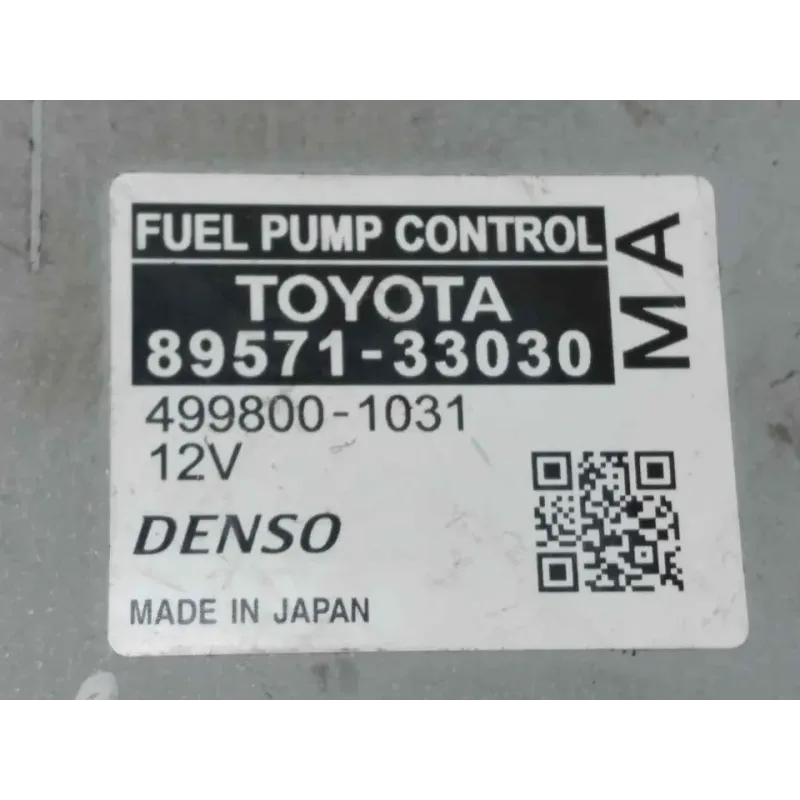 FUEL PUMP CONTROL
TOYOTA
89571-33030
499800-1031
12V
DENSO
MADE IN JAPAN
MA